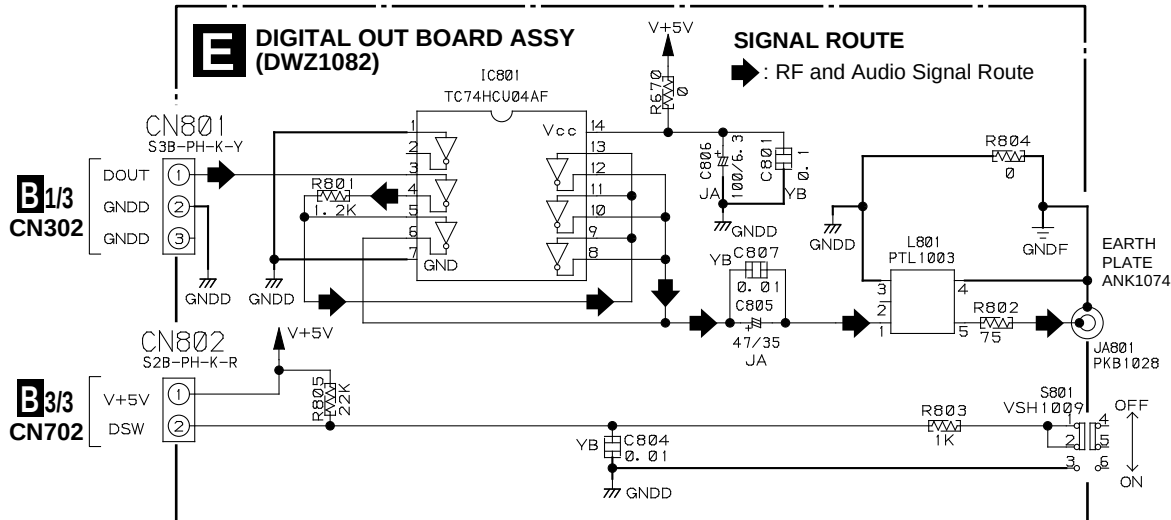 E DIGITAL OUT BOARD ASSY
(DWZ1082)
SIGNAL ROUTE
: RF and Audio Signal Route
V+5V
R670
0
IC801
TC74HCU04AF
1
2
3
4
5
6
7
GND
Vcc
14
13
12
11
10
9
8
CN801
S3B-PH-K-Y
B 1/3
CN302
DOUT
GNDD
GNDD
1
2
3
GNDD
GNDD
R801
1.2K
C806
100/6.3
JA
C801
0.1
YB
GNDD
YB
C807
0.01
C805
47/35
JA
R804
0
GNDD
GNDF
L801
PTL1003
3
2
1
4
5
R802
75
EARTH
PLATE
ANK1074
JA801
PKB1028
CN802
S2B-PH-K-R
B 3/3
CN702
V+5V
DSW
1
2
V+5V
R805
22K
YB
C804
0.01
GNDD
R803
1K
S801
VSH1009
1
2
3
4
5
6
OFF
ON